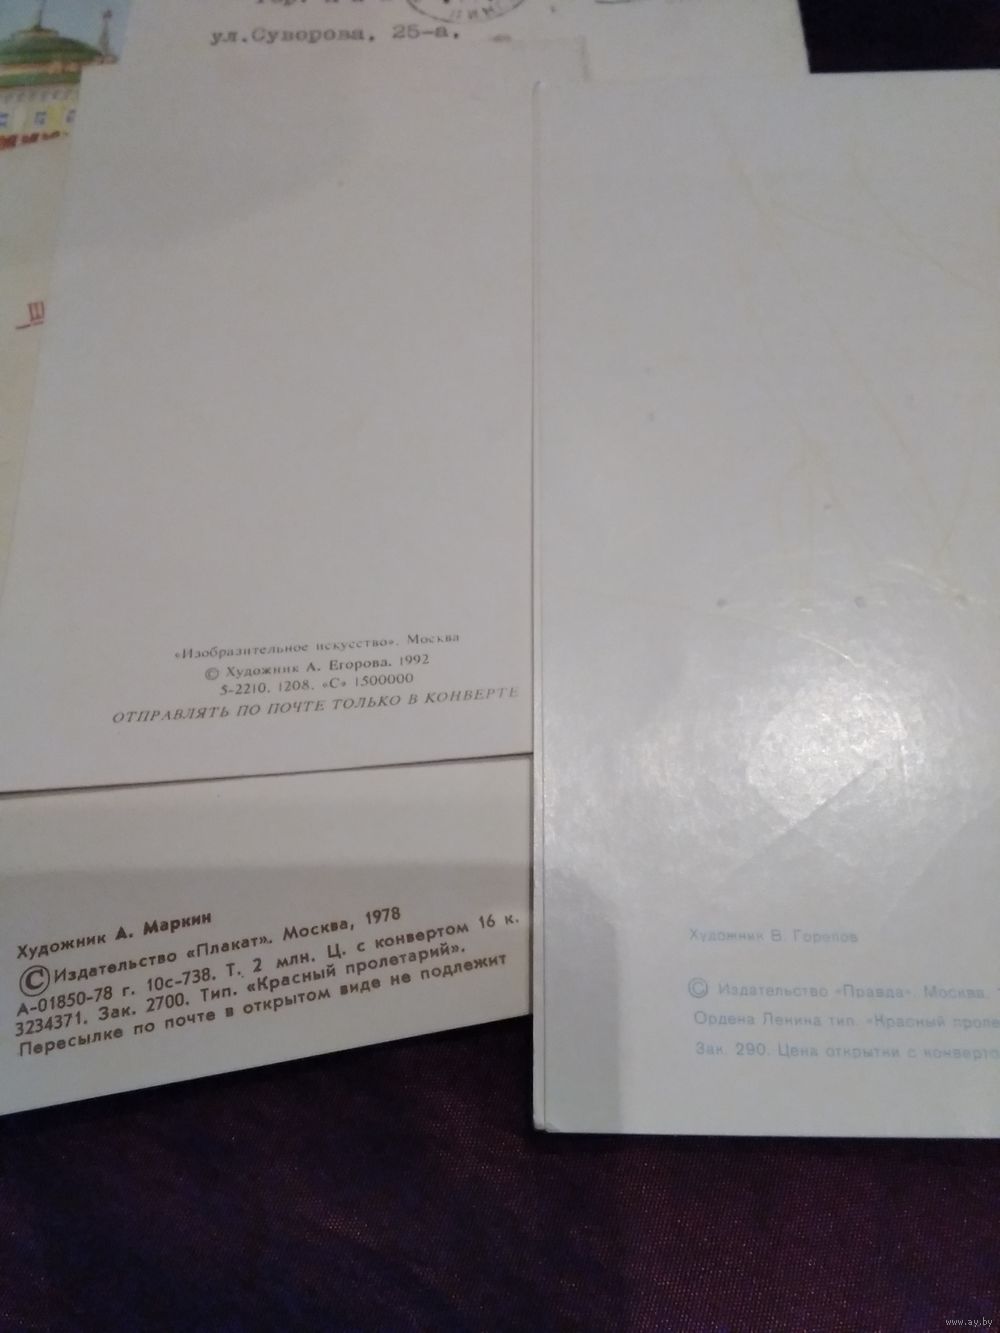 ул.Суворова, 25-а,
«Изобразительное искусство». Москва
© Художник А. Егорова. 1992
5-2210. 1208. «С» 1500000
ОТПРАВЛЯТЬ ПО ПОЧТЕ ТОЛЬКО В КОНВЕРТЕ
Художник А. Маркин
© Издательство «Плакат». Москва, 1978
А-01850-78 г. 10с-738. Т. 2 млн. Ц. с конвертом 16 к.
3234371. Зак. 2700. Тип. «Красный пролетарий».
Пересылке по почте в открытом виде не подлежит
Художник В. Горелов
© Издательство «Правда». Москва.
Ордена Ленина тип. «Красный проле
Зак. 290. Цена открытки с конверто
www.ay.by